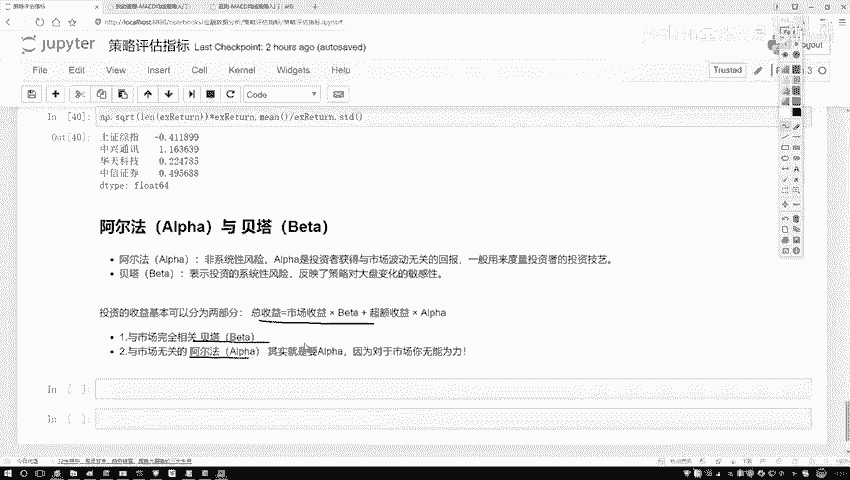 策略评估指标
jupyter 策略评估指标 Last Checkpoint: 2 hours ago (autosaved)
Logout
File Edit View Insert Cell Kernel Widgets Help
Trusted
Code
In [40]: np.sqrt(len(exReturn))*exReturn.mean()/exReturn.std()
Out[40]: 上证综指 -0.411899
中兴通讯 1.163639
华天科技 0.224785
中信证券 0.495688
dtype: float64
阿尔法（Alpha）与 贝塔（Beta）
阿尔法（Alpha）：非系统性风险，Alpha是投资者获得与市场波动无关的回报，一般用来度量投资者的投资技艺。
贝塔（Beta）：表示投资的系统性风险，反映了策略对大盘变化的敏感性。
投资的收益基本可以分为两部分： 总收益=市场收益 × Beta + 超额收益 × Alpha
1.与市场完全相关 贝塔（Beta）
2.与市场无关的 阿尔法（Alpha） 其实就是要Alpha，因为对于市场你无能为力！
In [ ]:
In [ ]: